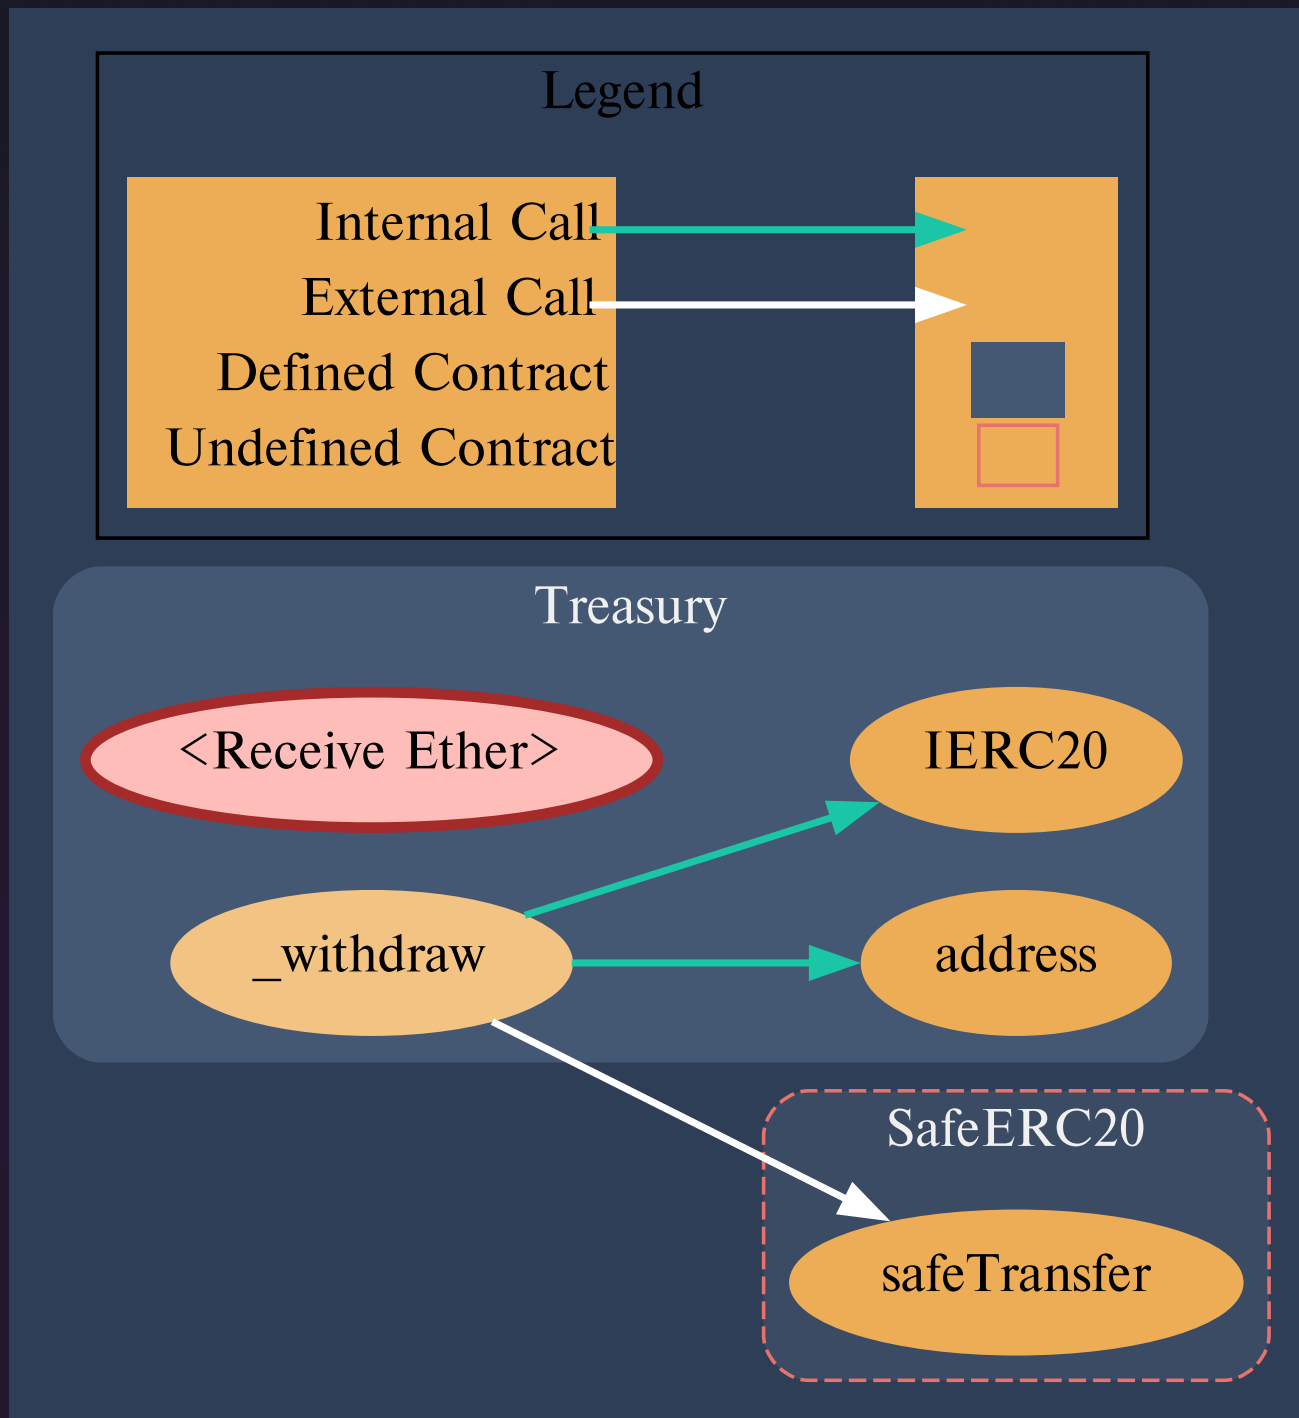 Legend
Internal Call
External Call
Defined Contract
Undefined Contract
Treasury
<Receive Ether>
IERC20
_withdraw
address
SafeERC20
safeTransfer